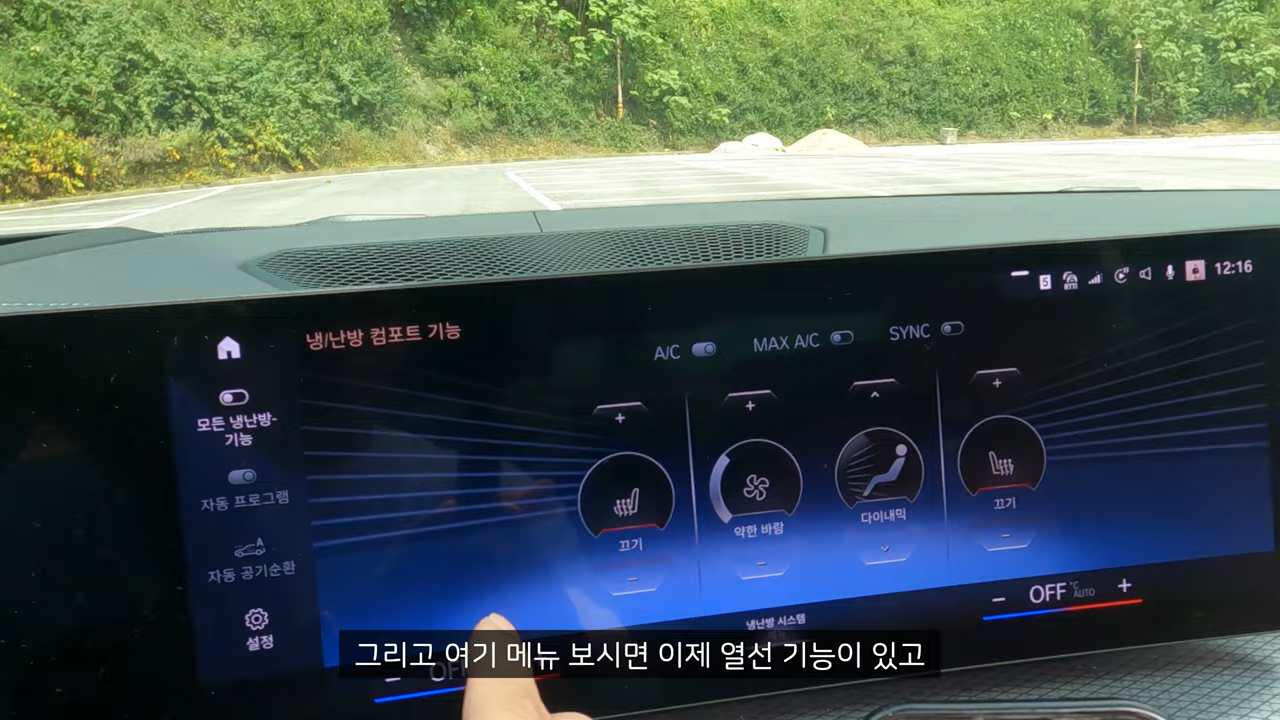 5
12:16
냉/난방 컴포트 기능
A/C
MAX A/C
SYNC
모든 냉난방-
기능
자동 프로그램
A
자동 공기순환
설정
+
+
+
끄기
약한 바람
다이내믹
끄기
−
−
−
냉난방 시스템
− OFF °C AUTO +
그리고 여기 메뉴 보시면 이제 열선 기능이 있고